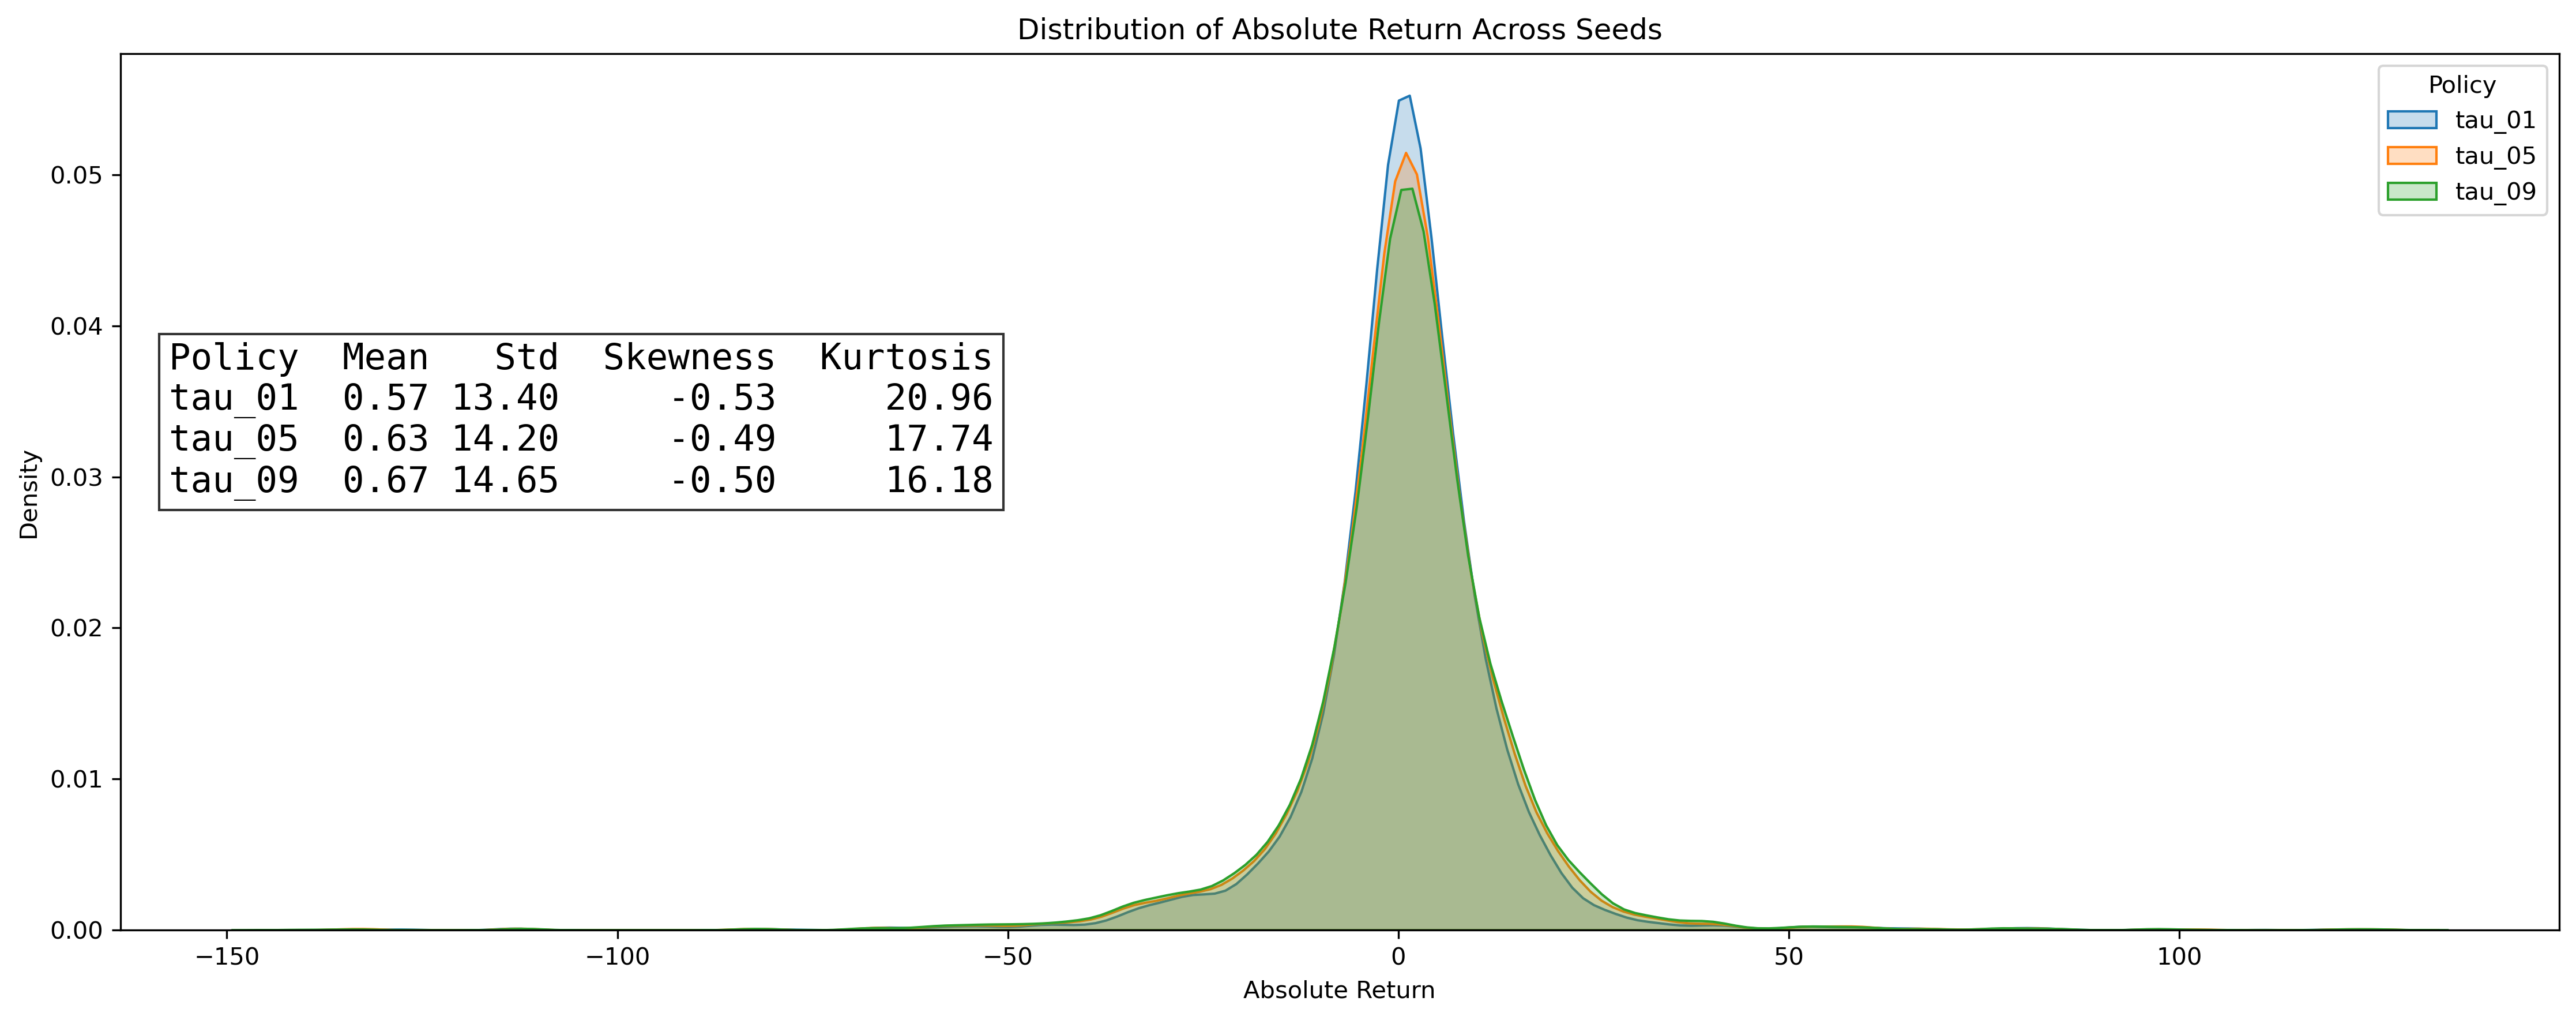 Distribution of Absolute Return Across Seeds
Policy
tau_01
tau_05
tau_09
Policy Mean Std Skewness Kurtosis
tau_01 0.57 13.40 -0.53 20.96
tau_05 0.63 14.20 -0.49 17.74
tau_09 0.67 14.65 -0.50 16.18
Density
0.05
0.04
0.03
0.02
0.01
0.00
−150 −100 −50 0 50 100
Absolute Return